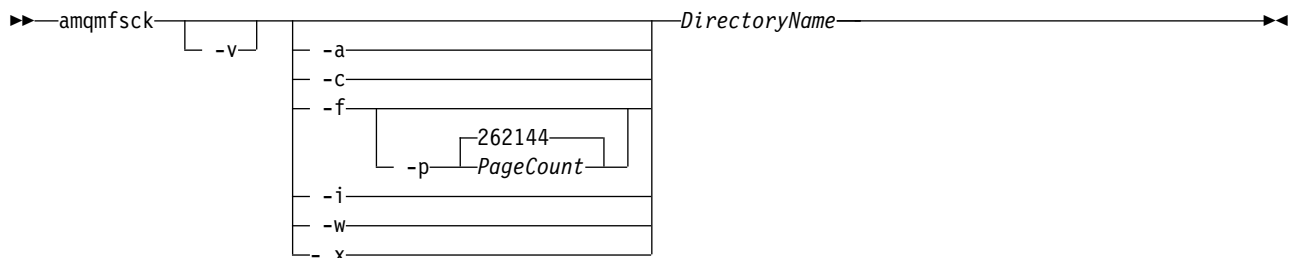 amqmfsck -v DirectoryName
-a
-c
-f
262144
-p PageCount
-i
-w
- x